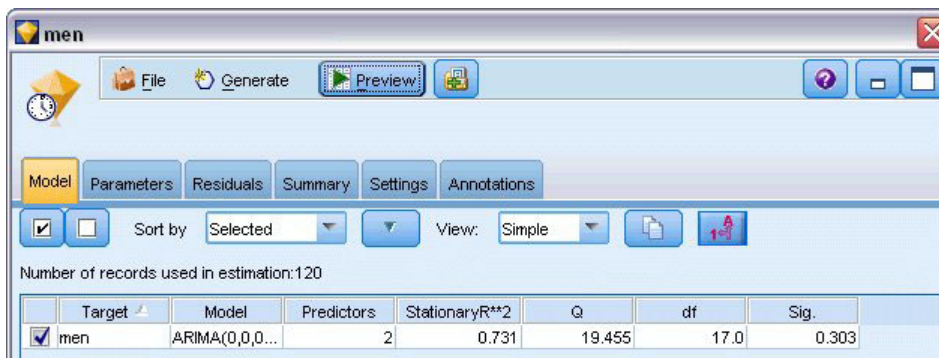 men
File Generate Preview
Model Parameters Residuals Summary Settings Annotations
Sort by Selected View: Simple
Number of records used in estimation:120
Target Model Predictors StationaryR**2 Q df Sig.
men ARIMA(0,0,0... 2 0.731 19.455 17.0 0.303